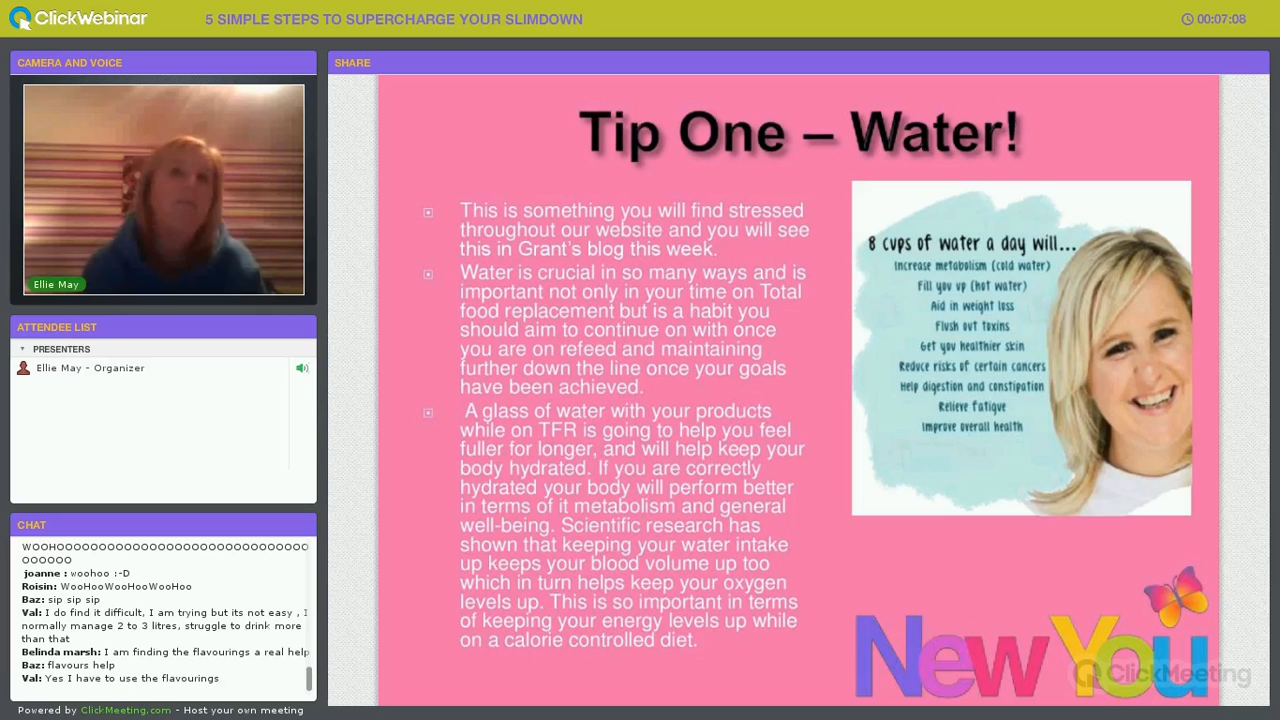 ClickWebinar
5 SIMPLE STEPS TO SUPERCHARGE YOUR SLIMDOWN
00:07:08
CAMERA AND VOICE
Ellie May
ATTENDEE LIST
PRESENTERS
Ellie May - Organizer
CHAT
WOOHOOOOOOOOOOOOOOOOOOOOOOOOOOOOOO
OOOOOO
joanne : woohoo :-D
Roisin: WooHooWooHooWooHoo
Baz: sip sip sip
Val: I do find it difficult, I am trying but its not easy , I
normally manage 2 to 3 litres, struggle to drink more
than that
Belinda marsh: I am finding the flavourings a real help
Baz: flavours help
Val: Yes I have to use the flavourings
Powered by ClickMeeting.com - Host your own meeting
SHARE
Tip One – Water!
This is something you will find stressed
throughout our website and you will see
this in Grant's blog this week.
Water is crucial in so many ways and is
important not only in your time on Total
food replacement but is a habit you
should aim to continue on with once
you are on refeed and maintaining
further down the line once your goals
have been achieved.
A glass of water with your products
while on TFR is going to help you feel
fuller for longer, and will help keep your
body hydrated. If you are correctly
hydrated your body will perform better
in terms of it metabolism and general
well-being. Scientific research has
shown that keeping your water intake
up keeps your blood volume up too
which in turn helps keep your oxygen
levels up. This is so important in terms
of keeping your energy levels up while
on a calorie controlled diet.
8 cups of water a day will...
Increase metabolism (cold water)
Fill you up (hot water)
Aid in weight loss
Flush out toxins
Get you healthier skin
Reduce risks of certain cancers
Help digestion and constipation
Relieve fatigue
Improve overall health
New You
ClickMeeting